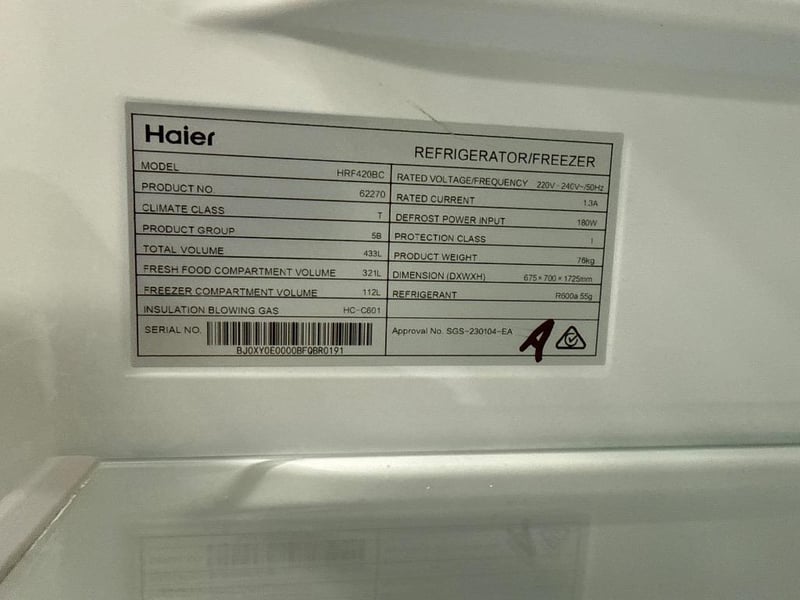 Haier
REFRIGERATOR/FREEZER
MODEL HRF420BC
PRODUCT NO. 62270
CLIMATE CLASS T
PRODUCT GROUP 5B
TOTAL VOLUME 433L
FRESH FOOD COMPARTMENT VOLUME 321L
FREEZER COMPARTMENT VOLUME 112L
INSULATION BLOWING GAS HC-C601
SERIAL NO.
BJ0XY0E0000BFQBR0191
RATED VOLTAGE/FREQUENCY 220V-240V~/50Hz
RATED CURRENT 1.3A
DEFROST POWER INPUT 180W
PROTECTION CLASS I
PRODUCT WEIGHT 76kg
DIMENSION (DXWXH) 675×700×1725mm
REFRIGERANT R600a 55g
Approval No. SGS-230104-EA
A